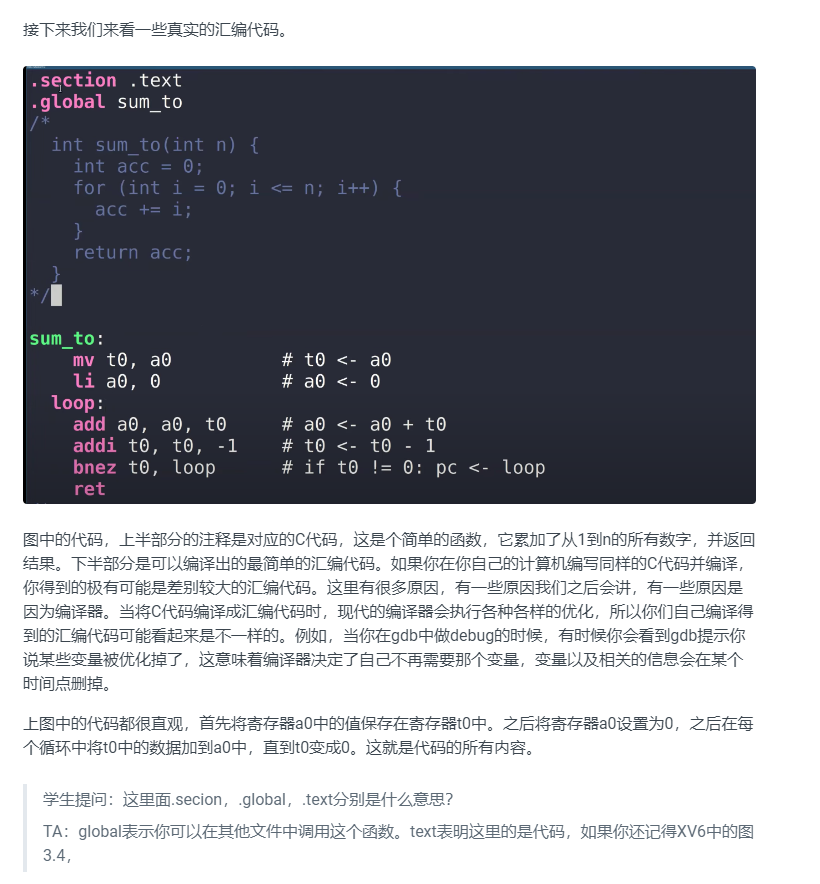 接下来我们来看一些真实的汇编代码。
.section .text
.global sum_to
/*
  int sum_to(int n) {
    int acc = 0;
    for (int i = 0; i <= n; i++) {
      acc += i;
    }
    return acc;
  }
*/
sum_to:
    mv t0, a0          # t0 <- a0
    li a0, 0           # a0 <- 0
  loop:
    add a0, a0, t0     # a0 <- a0 + t0
    addi t0, t0, -1    # t0 <- t0 - 1
    bnez t0, loop      # if t0 != 0: pc <- loop
    ret
图中的代码，上半部分的注释是对应的C代码，这是个简单的函数，它累加了从1到n的所有数字，并返回
结果。下半部分是可以编译出的最简单的汇编代码。如果你在你自己的计算机编写同样的C代码并编译，
你得到的极有可能是差别较大的汇编代码。这里有很多原因，有一些原因我们之后会讲，有一些原因是
因为编译器。当将C代码编译成汇编代码时，现代的编译器会执行各种各样的优化，所以你们自己编译得
到的汇编代码可能看起来是不一样的。例如，当你在gdb中做debug的时候，有时候你会看到gdb提示你
说某些变量被优化掉了，这意味着编译器决定了自己不再需要那个变量，变量以及相关的信息会在某个
时间点删掉。
上图中的代码都很直观，首先将寄存器a0中的值保存在寄存器t0中。之后将寄存器a0设置为0，之后在每
个循环中将t0中的数据加到a0中，直到t0变成0。这就是代码的所有内容。
学生提问：这里面.secion，.global，.text分别是什么意思？
TA：global表示你可以在其他文件中调用这个函数。text表明这里的是代码，如果你还记得XV6中的图
3.4，